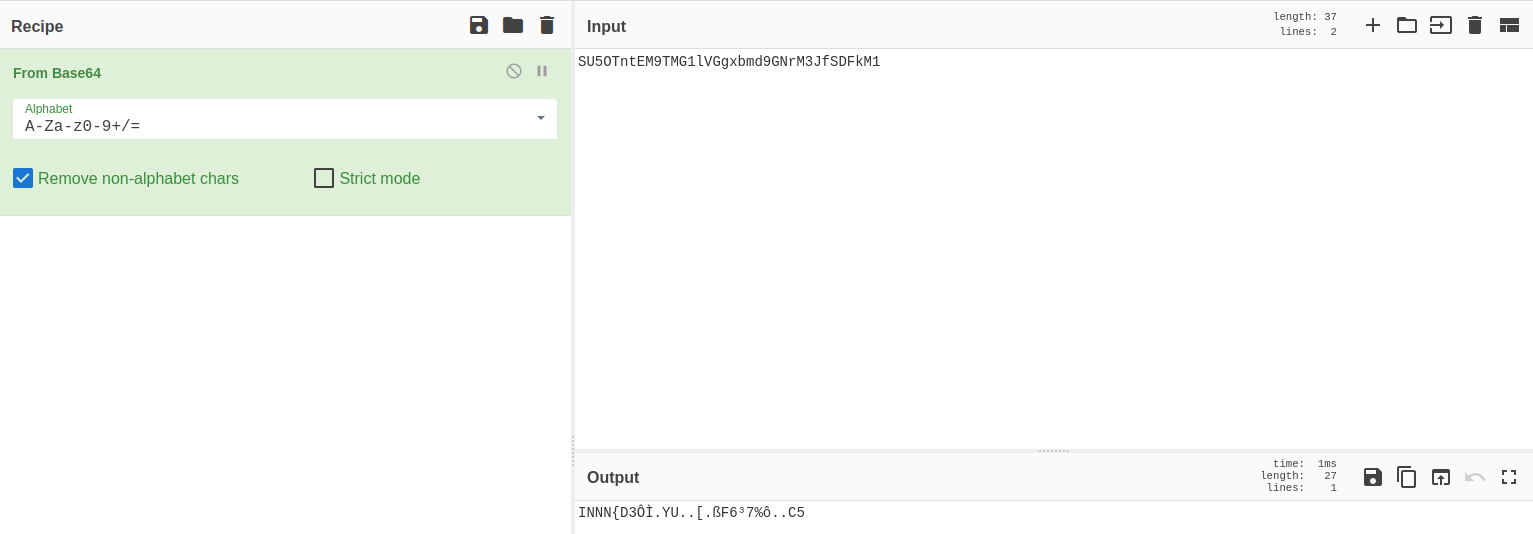 Recipe
From Base64
Alphabet
A-Za-z0-9+/=
Remove non-alphabet chars
Strict mode
Input
length: 37
lines: 2
SU5OTntEM9TMG1lVGgxbmd9GNrM3JfSDFkM1
Output
time: 1ms
length: 27
lines: 1
INNN{D3ÔÌ.YU..[.ßF6³7%ô..C5